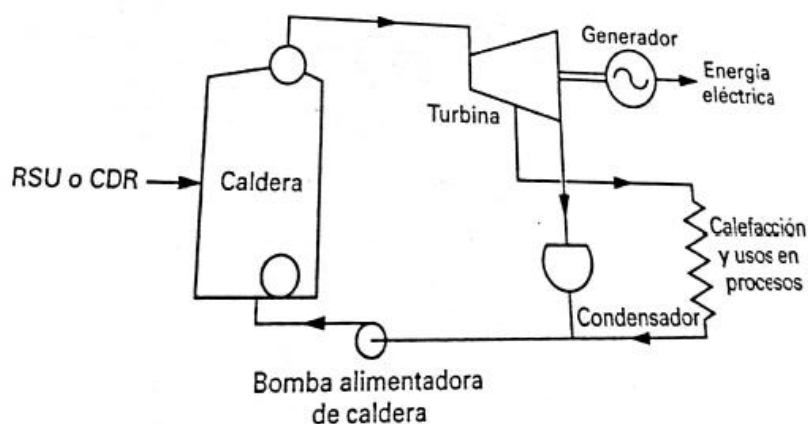 Generador
Energía
eléctrica
Turbina
RSU o CDR
Caldera
Calefacción
y usos en
procesos
Condensador
Bomba alimentadora
de caldera